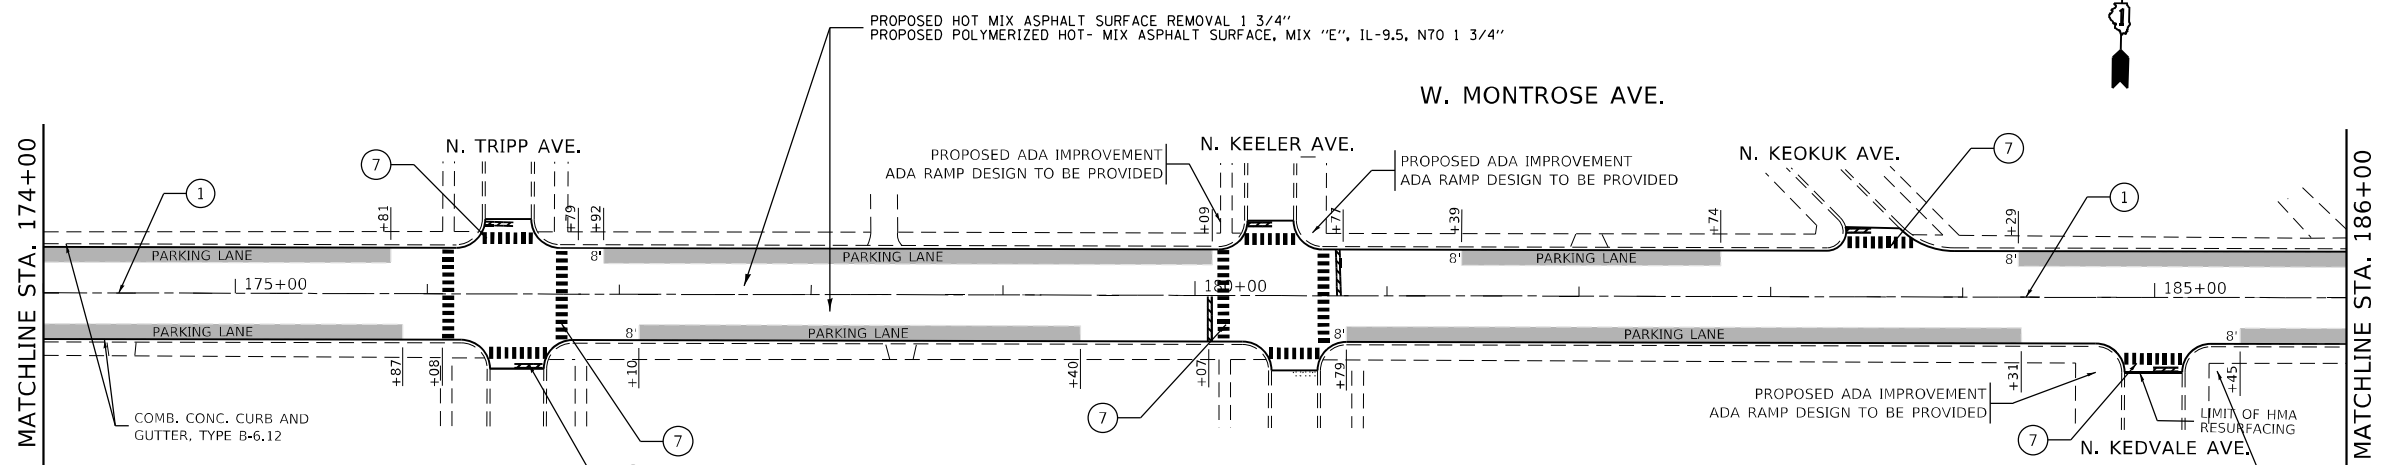 PROPOSED HOT MIX ASPHALT SURFACE REMOVAL 1 3/4"
PROPOSED POLYMERIZED HOT- MIX ASPHALT SURFACE, MIX "E", IL-9.5, N70 1 3/4"
W. MONTROSE AVE.
MATCHLINE STA. 174+00
N. TRIPP AVE.
7
1
PROPOSED ADA IMPROVEMENT
ADA RAMP DESIGN TO BE PROVIDED
N. KEELER AVE.
PROPOSED ADA IMPROVEMENT
ADA RAMP DESIGN TO BE PROVIDED
N. KEOKUK AVE.
7
1
MATCHLINE STA. 186+00
+81
+79
+92
+09
+77
+39
+74
+29
PARKING LANE
8'
PARKING LANE
8'
PARKING LANE
8'
175+00
180+00
185+00
PARKING LANE
8'
PARKING LANE
8'
PARKING LANE
8'
+87
+08
+10
+40
+07
+79
+31
+45
COMB. CONC. CURB AND
GUTTER, TYPE B-6.12
7
7
PROPOSED ADA IMPROVEMENT
ADA RAMP DESIGN TO BE PROVIDED
7
LIMIT OF HMA
RESURFACING
N. KEDVALE AVE.